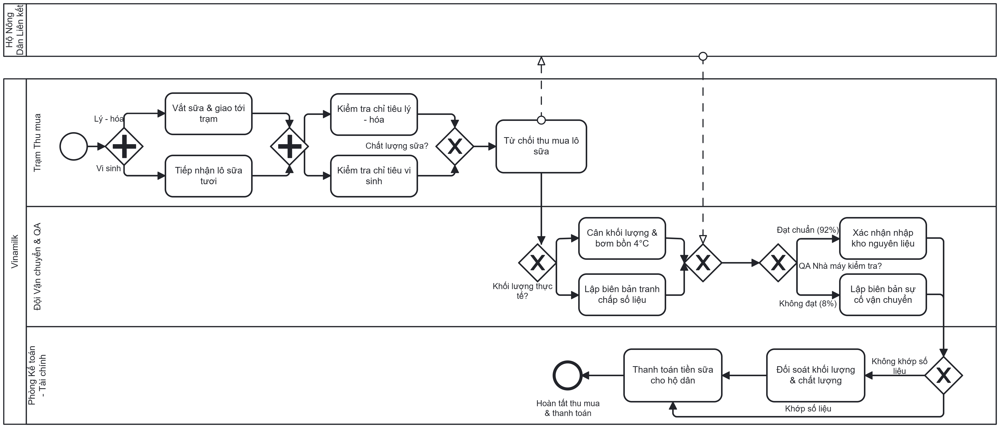 Hộ Nông
Dân Liên kết
Vinamilk
Trạm Thu mua
Lý - hóa
Vi sinh
Vắt sữa & giao tới
trạm
Tiếp nhận lô sữa
tươi
Kiểm tra chỉ tiêu lý
- hóa
Chất lượng sữa?
Kiểm tra chỉ tiêu vi
sinh
Từ chối thu mua lô
sữa
Đội Vận chuyển & QA
Khối lượng thực
tế?
Cân khối lượng &
bơm bồn 4°C
Lập biên bản tranh
chấp số liệu
Đạt chuẩn (92%)
QA Nhà máy kiểm tra?
Không đạt (8%)
Xác nhận nhập
kho nguyên liệu
Lập biên bản sự
cố vận chuyển
Phòng Kế toán
- Tài chính
Hoàn tất thu mua
& thanh toán
Thanh toán tiền sữa
cho hộ dân
Đối soát khối lượng
& chất lượng
Không khớp số
liệu
Khớp số liệu